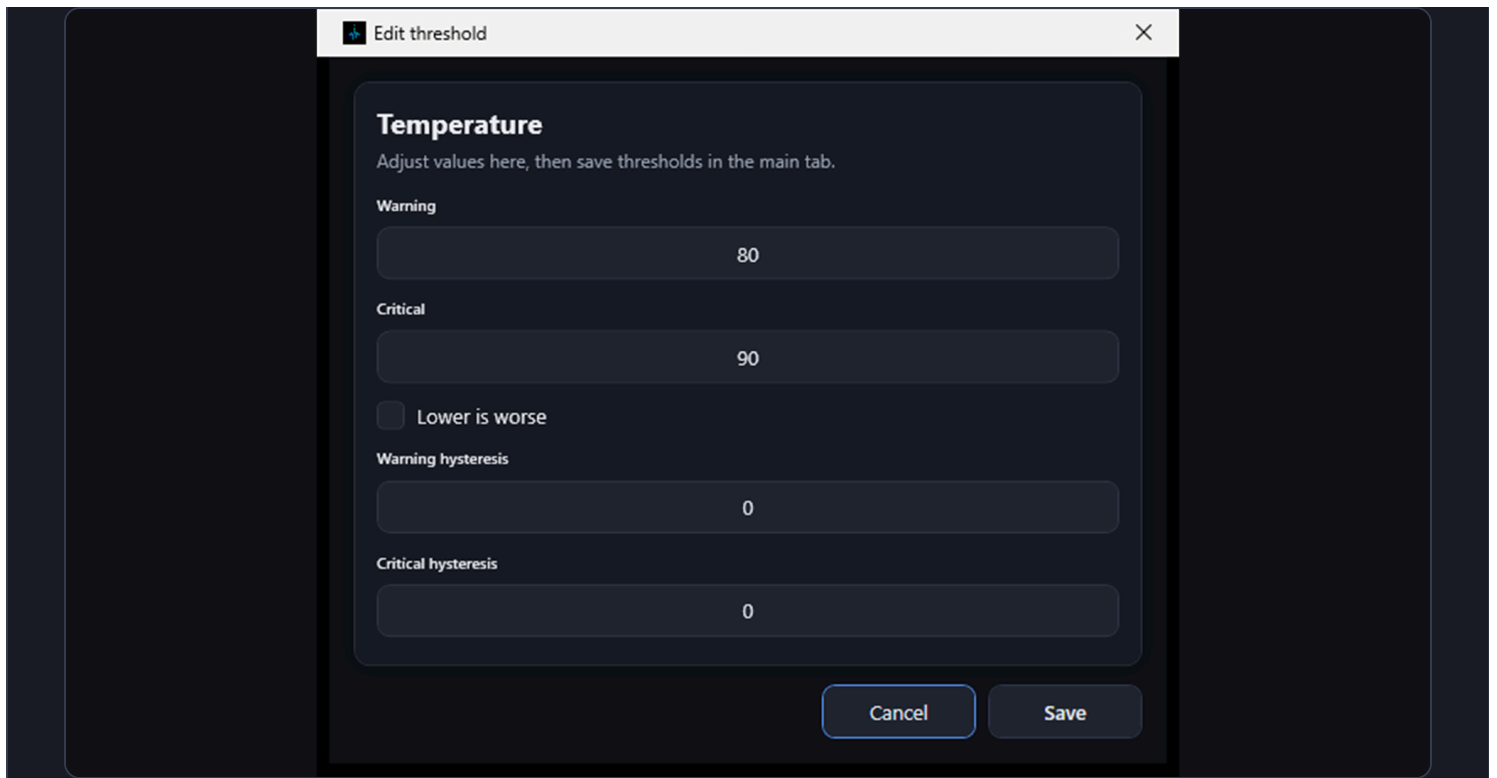 Edit threshold
Temperature
Adjust values here, then save thresholds in the main tab.
Warning
80
Critical
90
Lower is worse
Warning hysteresis
0
Critical hysteresis
0
Cancel
Save